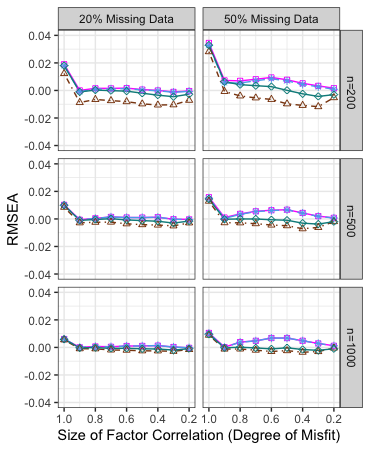 20% Missing Data 50% Missing Data
0.04
0.02
0.00
-0.02
-0.04
n=200
0.04
0.02
0.00
-0.02
-0.04
n=500
0.04
0.02
0.00
-0.02
-0.04
n=1000
RMSEA
1.0 0.8 0.6 0.4 0.2 1.0 0.8 0.6 0.4 0.2
Size of Factor Correlation (Degree of Misfit)